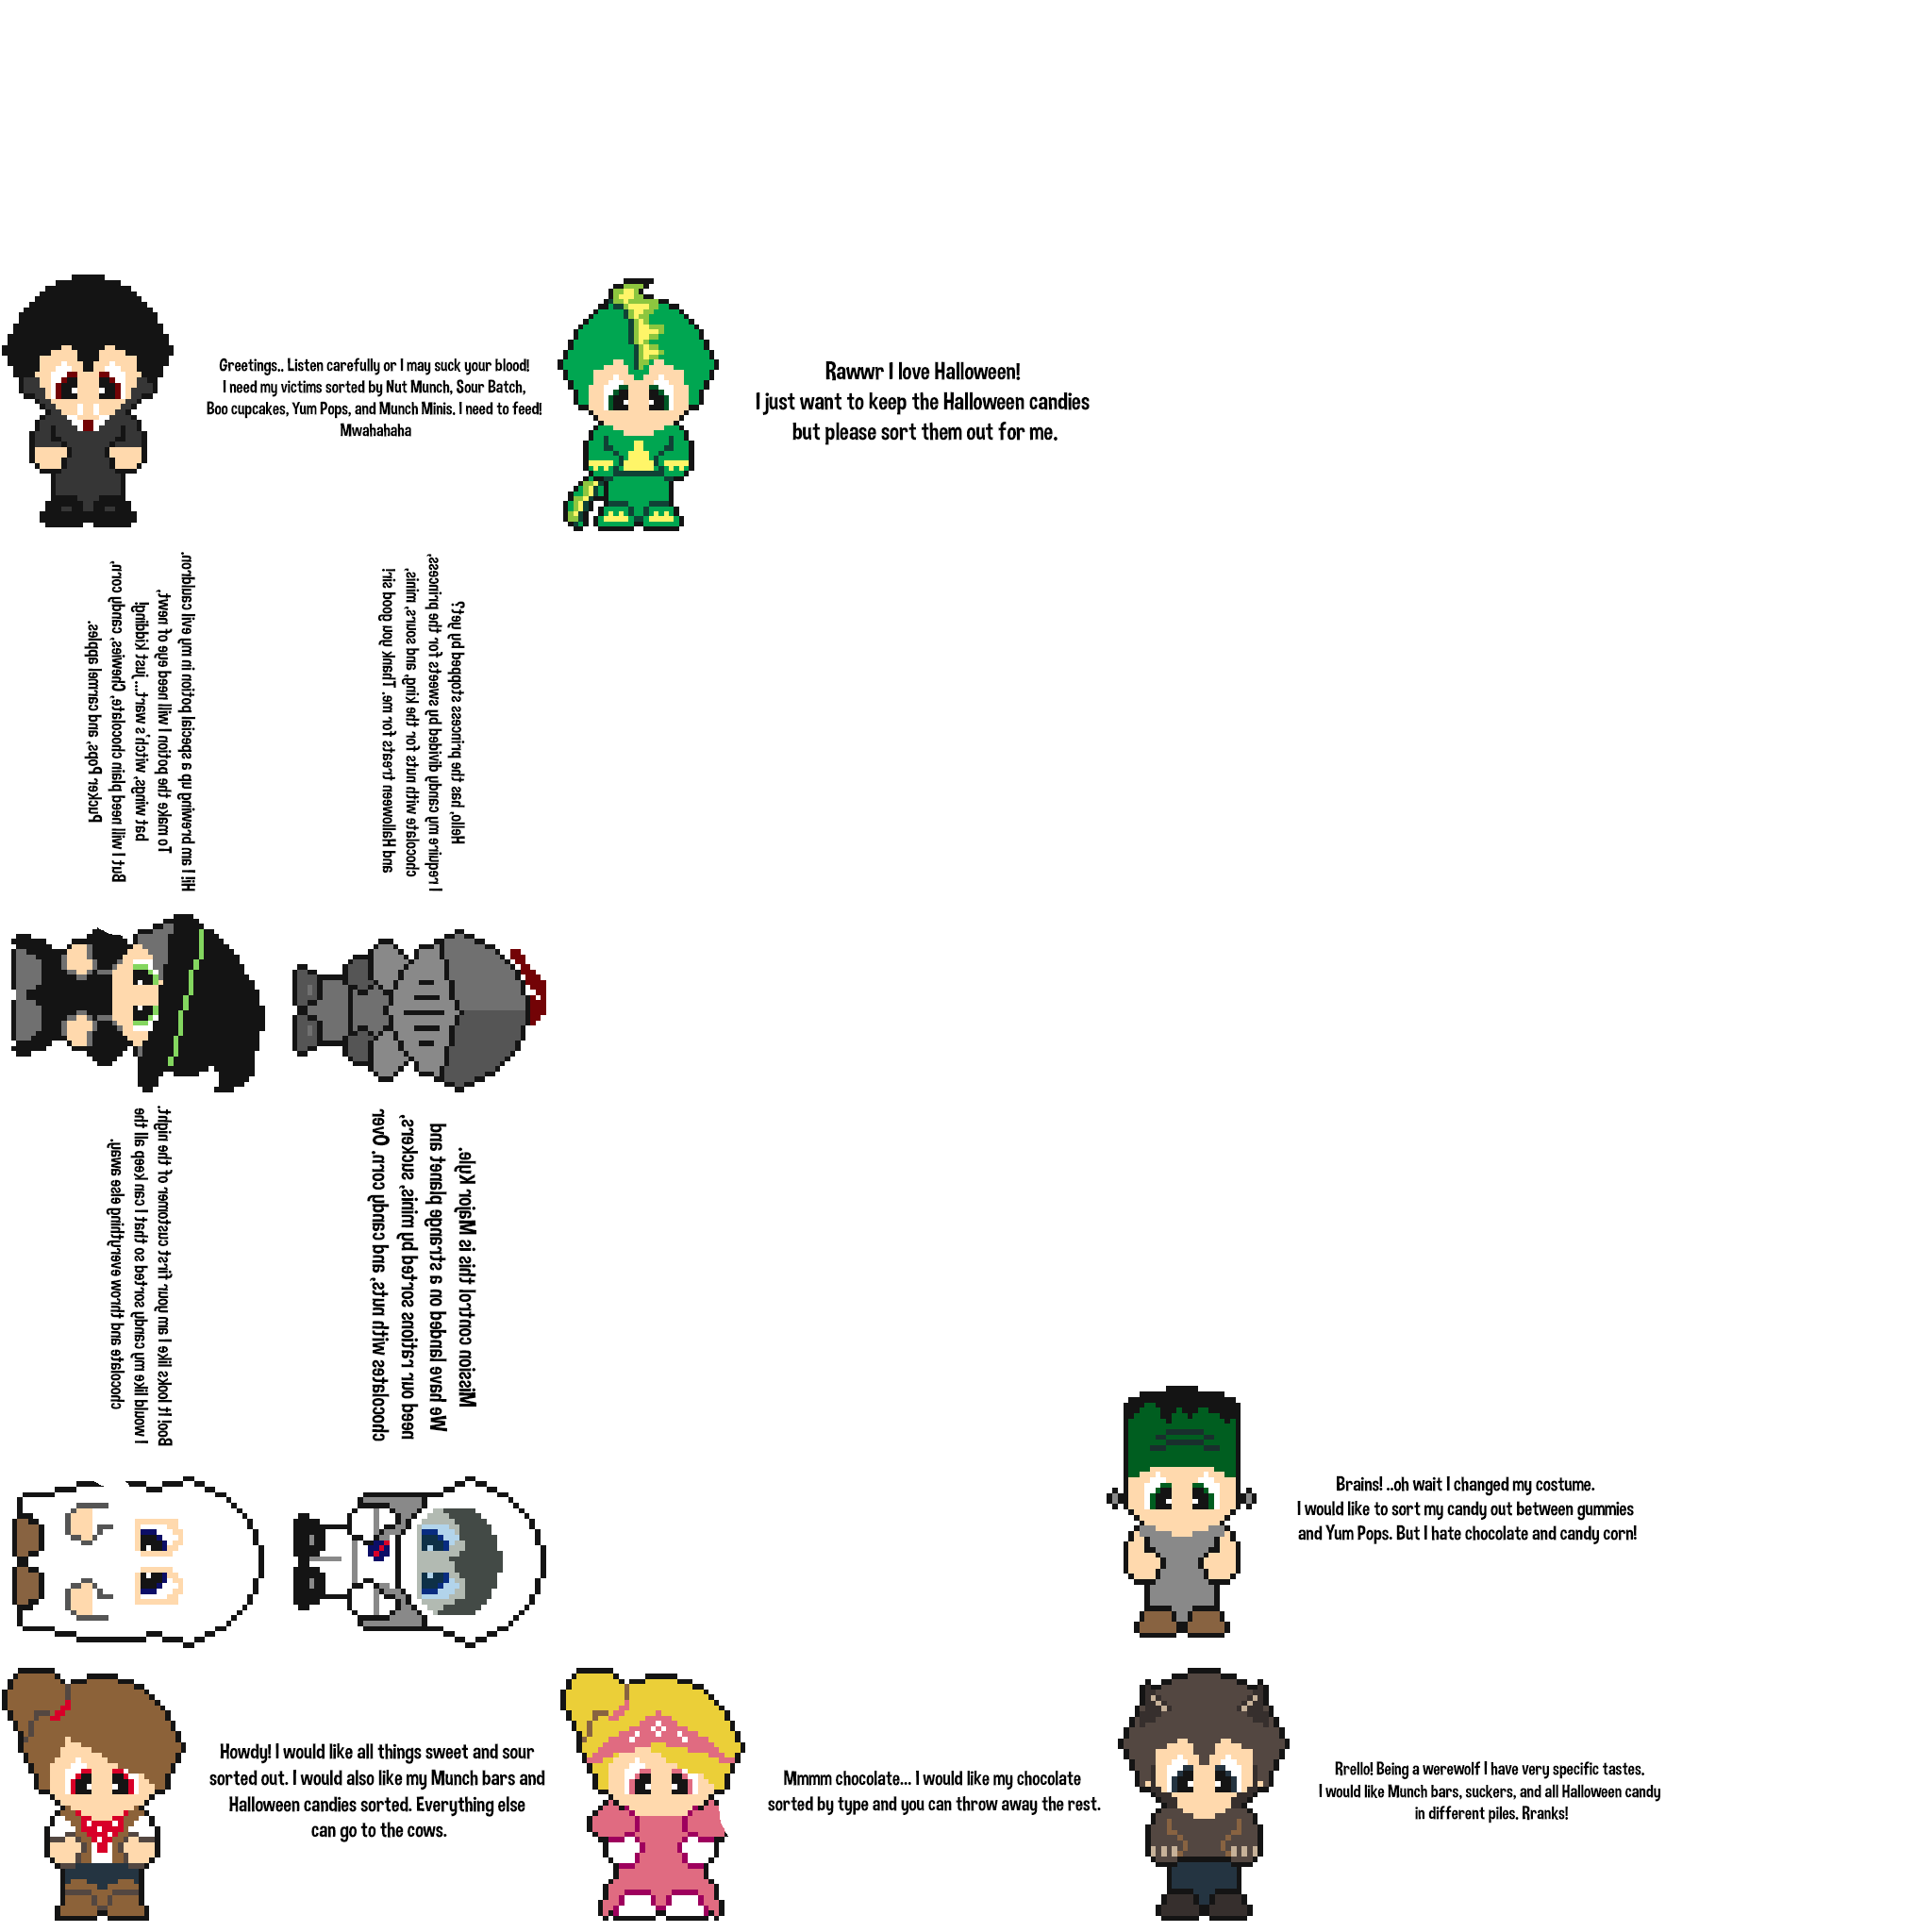 Greetings.. Listen carefully or I may suck your blood!
I need my victims sorted by Nut Munch, Sour Batch,
Boo cupcakes, Yum Pops, and Munch Minis. I need to feed!
Mwahahaha
Rawwr I love Halloween!
I just want to keep the Halloween candies
but please sort them out for me.
Hi! I am brewing up a special potion in my evil cauldron.
To make the potion I will need eye of newt,
bat wings, witch's wart...just kidding!
But I will need plain chocolate, Chewies, candy corn,
Pucker Pops, and carmel apples.
Hello, has the princess stopped by yet?
I require my candy divided by sweets for the princess,
chocolate with nuts for the king, and sours, minis,
and Halloween treats for me. Thank you good sir!
Boo! It looks like I am your first customer of the night.
I would like my candy sorted so that I can keep all the
chocolate and throw everything else away.
Mission control this is Major Kyle.
We have landed on a strange planet and
need our rations sorted by minis, suckers,
chocolates with nuts, and candy corn. Over
Brains! ..oh wait I changed my costume.
I would like to sort my candy out between gummies
and Yum Pops. But I hate chocolate and candy corn!
Howdy! I would like all things sweet and sour
sorted out. I would also like my Munch bars and
Halloween candies sorted. Everything else
can go to the cows.
Mmmm chocolate... I would like my chocolate
sorted by type and you can throw away the rest.
Rrello! Being a werewolf I have very specific tastes.
I would like Munch bars, suckers, and all Halloween candy
in different piles. Rranks!